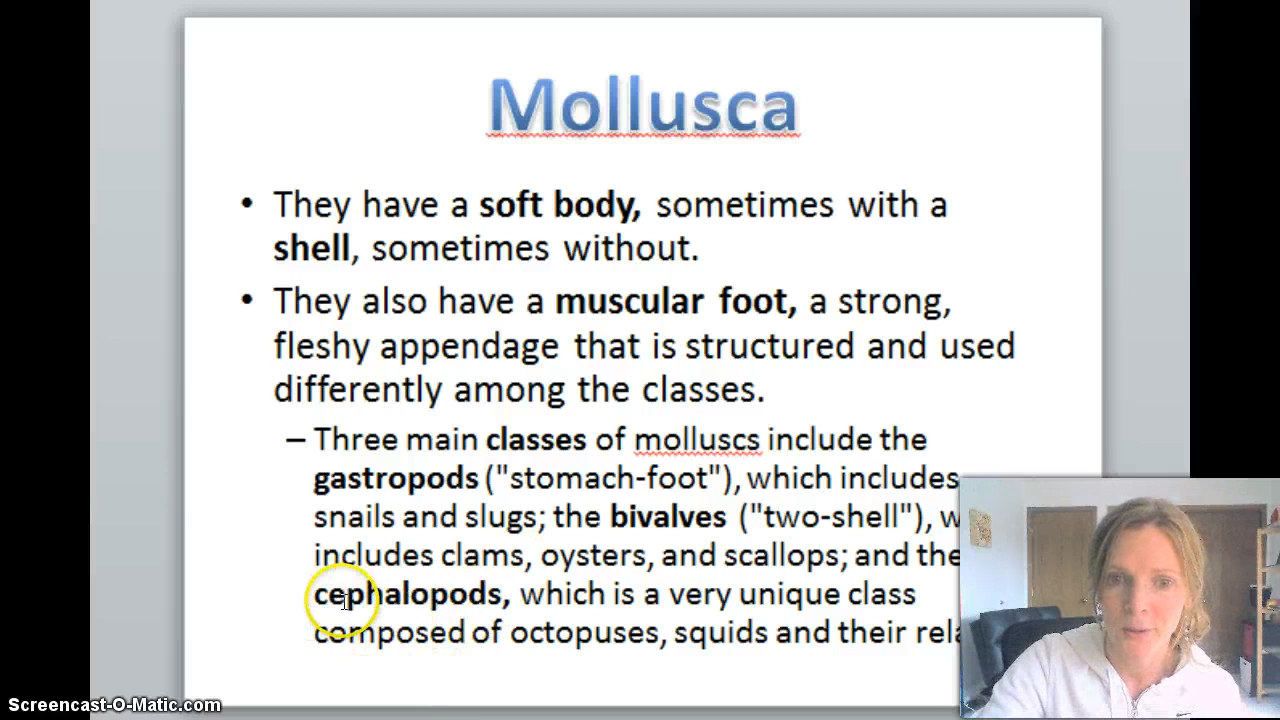 Mollusca
• They have a soft body, sometimes with a
shell, sometimes without.
• They also have a muscular foot, a strong,
fleshy appendage that is structured and used
differently among the classes.
– Three main classes of molluscs include the
gastropods ("stomach-foot"), which includes
snails and slugs; the bivalves ("two-shell"),
includes clams, oysters, and scallops; and the
cephalopods, which is a very unique class
composed of octopuses, squids and their
Screencast-O-Matic.com